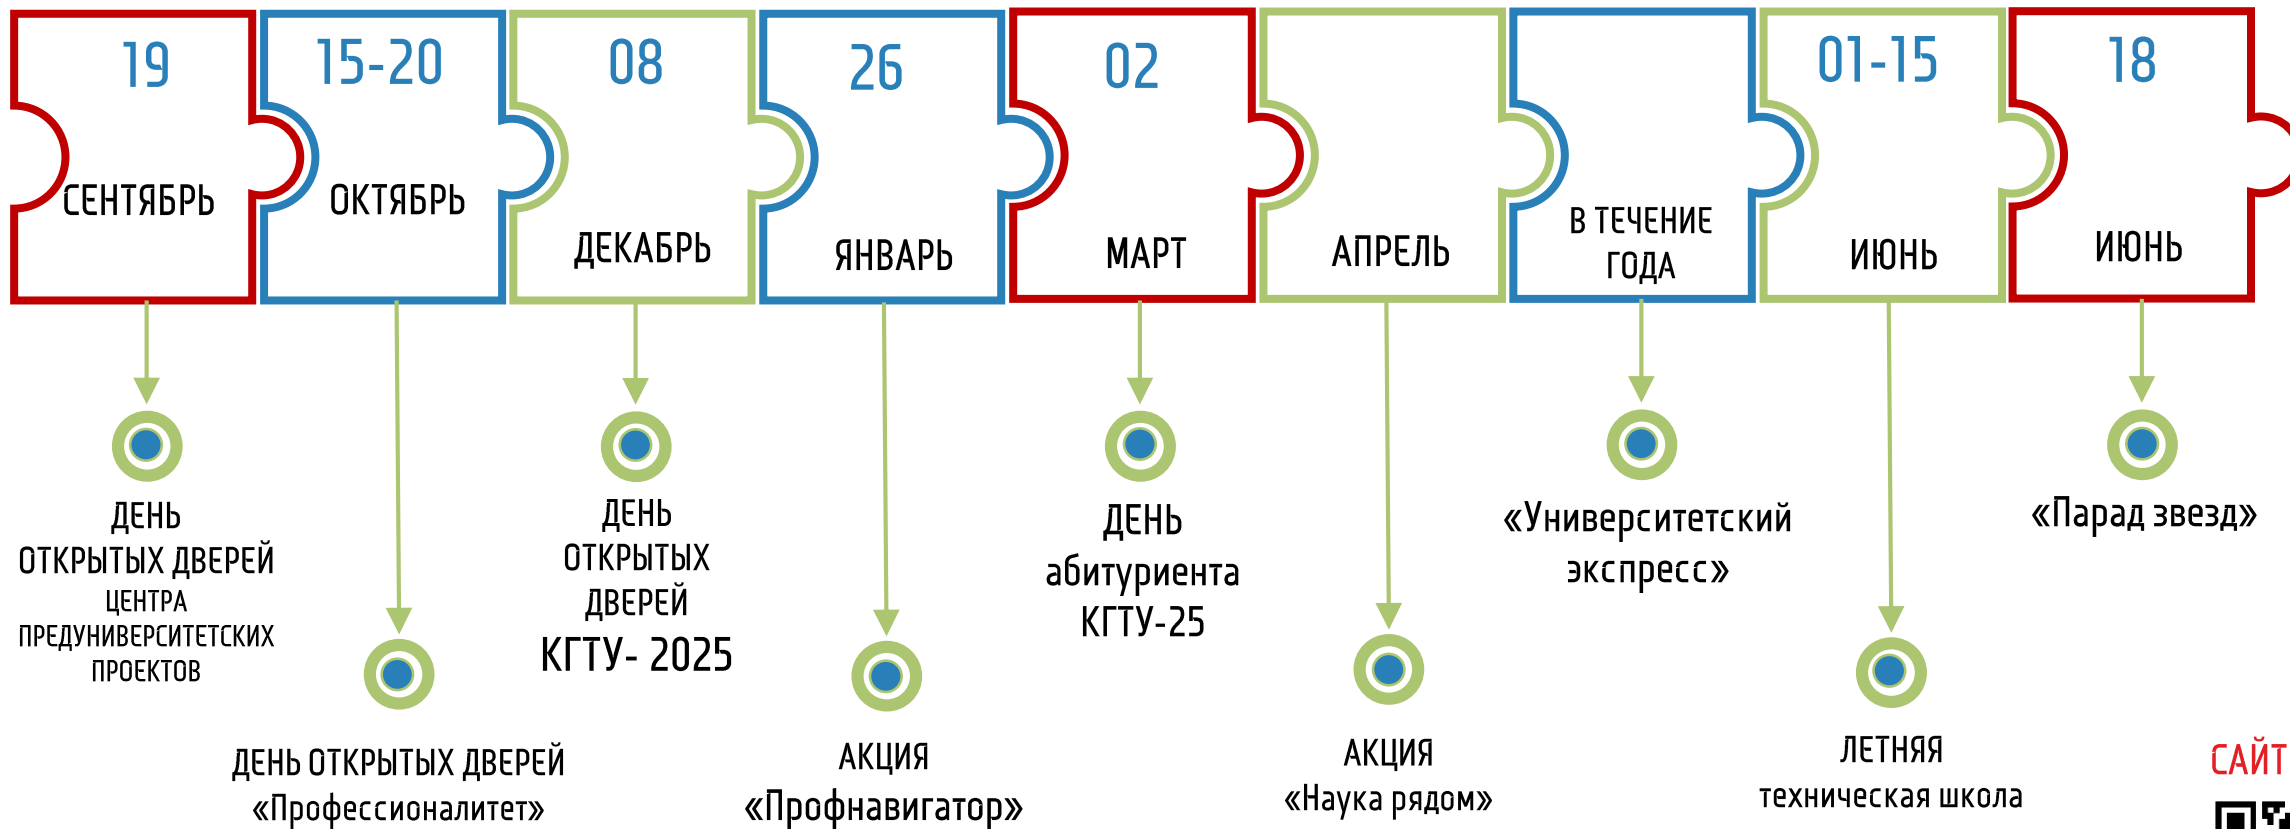 19
СЕНТЯБРЬ
15-20
ОКТЯБРЬ
08
ДЕКАБРЬ
26
ЯНВАРЬ
02
МАРТ
АПРЕЛЬ
В ТЕЧЕНИЕ
ГОДА
01-15
ИЮНЬ
18
ИЮНЬ
ДЕНЬ
ОТКРЫТЫХ ДВЕРЕЙ
ЦЕНТРА
ПРЕДУНИВЕРСИТЕТСКИХ
ПРОЕКТОВ
ДЕНЬ ОТКРЫТЫХ ДВЕРЕЙ
«Профессионалитет»
ДЕНЬ
ОТКРЫТЫХ
ДВЕРЕЙ
КГТУ- 2025
АКЦИЯ
«Профнавигатор»
ДЕНЬ
абитуриента
КГТУ-25
АКЦИЯ
«Наука рядом»
«Университетский
экспресс»
ЛЕТНЯЯ
техническая школа
«Парад звезд»
САЙТ